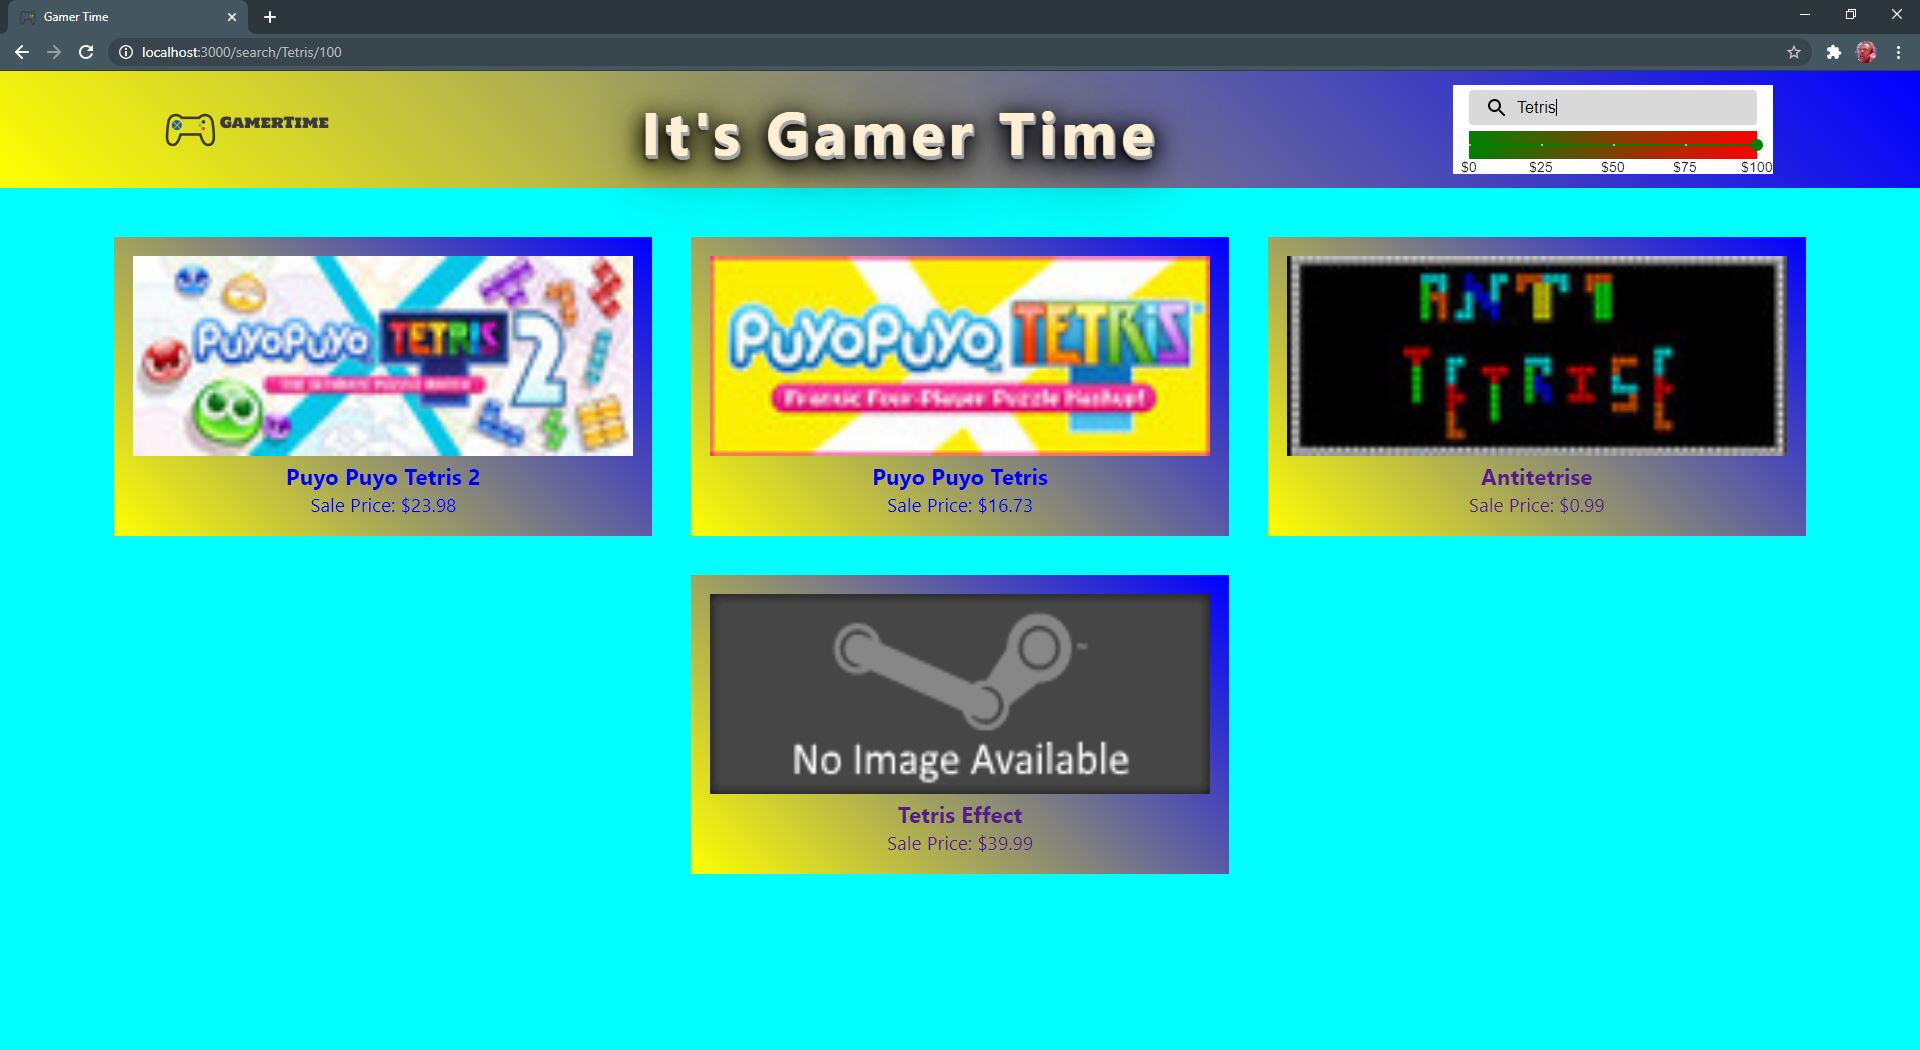 Gamer Time
localhost:3000/search/Tetris/100
GAMERTIME
It's Gamer Time
Tetris
$0 $25 $50 $75 $100
PuyoPuyo TETRIS 2
THE ULTIMATE PUZZLE MATCH
Puyo Puyo Tetris 2
Sale Price: $23.98
PuyoPuyo TETRIS
Frantic Four-Player Puzzle Mashup!
Puyo Puyo Tetris
Sale Price: $16.73
ANTI
TETRISE
Antitetrise
Sale Price: $0.99
No Image Available
Tetris Effect
Sale Price: $39.99